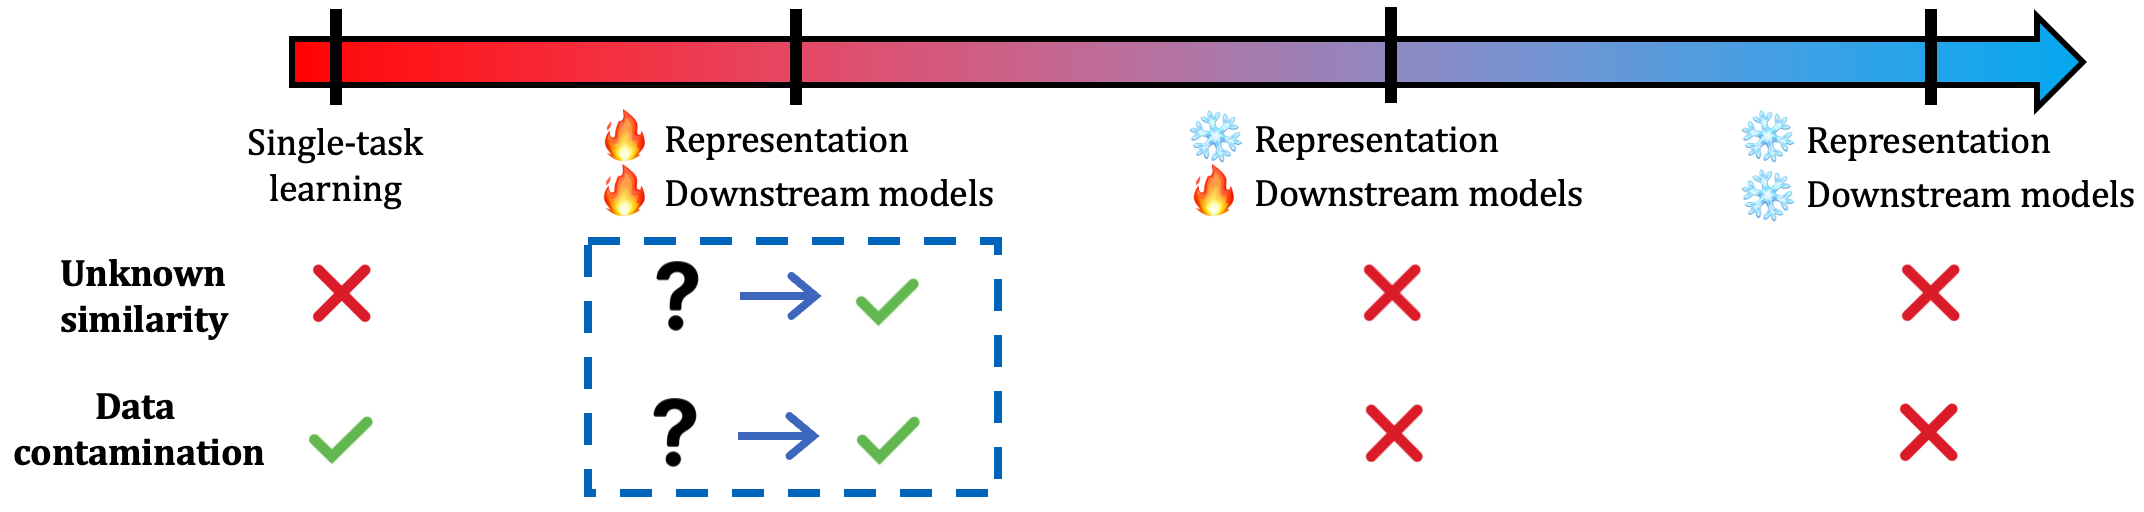 Single-task
learning
Representation
Downstream models
Representation
Downstream models
Representation
Downstream models
Unknown
similarity
?
Data
contamination
?